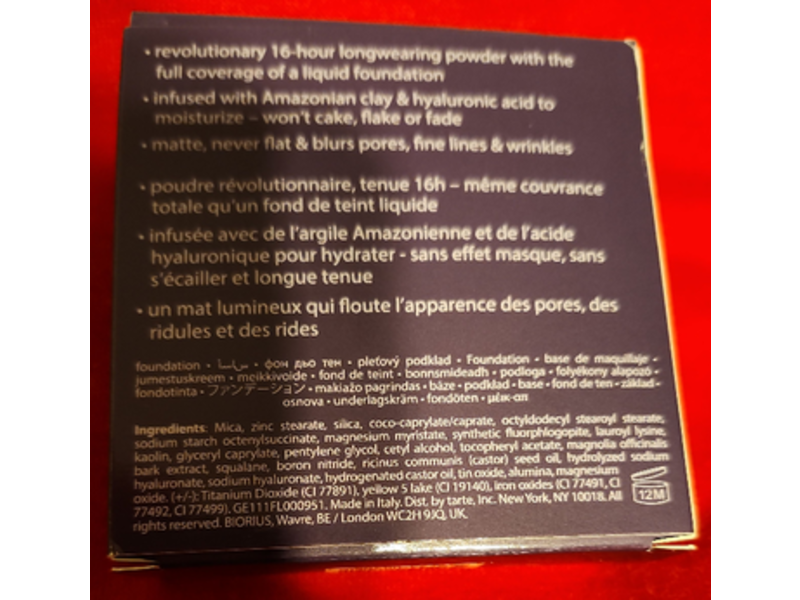 • revolutionary 16-hour longwearing powder with the
full coverage of a liquid foundation
• infused with Amazonian clay & hyaluronic acid to
moisturize – won't cake, flake or fade
• matte, never flat & blurs pores, fine lines & wrinkles
• poudre révolutionnaire, tenue 16h – même couvrance
totale qu'un fond de teint liquide
• infusée avec de l'argile Amazonienne et de l'acide
hyaluronique pour hydrater - sans effet masque, sans
s'écailler et longue tenue
• un mat lumineux qui floute l'apparence des pores, des
ridules et des rides
foundation • • фон дьо тен • pleťový podklad • Foundation • base de maquillaje •
jumestuskreem • meikkivoide • fond de teint • bonnsmideadh • podloga • folyékony alapozó •
fondotinta • ファンデーション • makiažo pagrindas • bāze • podkład • base • fond de ten • základ •
osnova • underlagskräm • fondöten • μέικ-απ
Ingredients: Mica, zinc stearate, silica, coco-caprylate/caprate, octyldodecyl stearoyl stearate,
sodium starch octenylsuccinate, magnesium myristate, synthetic fluorphlogopite, lauroyl lysine,
kaolin, glyceryl caprylate, pentylene glycol, cetyl alcohol, tocopheryl acetate, magnolia officinalis
bark extract, squalane, boron nitride, ricinus communis (castor) seed oil, hydrolyzed sodium
hyaluronate, sodium hyaluronate, hydrogenated castor oil, tin oxide, alumina, magnesium
oxide. (+/-): Titanium Dioxide (CI 77891), yellow 5 lake (CI 19140), iron oxides (CI 77491, CI
77492, CI 77499). GE111FL000951. Made in Italy. Dist. by tarte, Inc. New York, NY 10018. All
rights reserved. BIORIUS, Wavre, BE / London WC2H 9JQ, UK.
12M